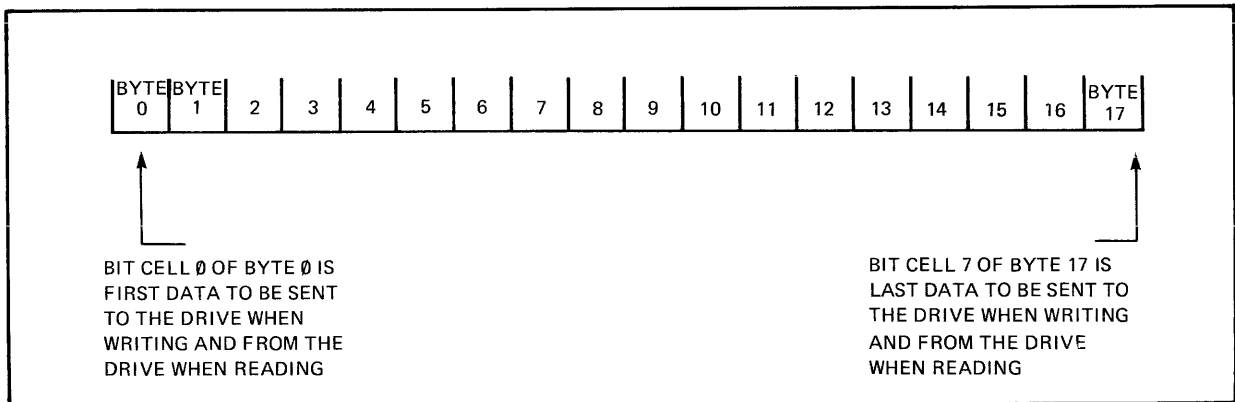 BYTE BYTE BYTE
0 1 2 3 4 5 6 7 8 9 10 11 12 13 14 15 16 17
BIT CELL Ø OF BYTE Ø IS
FIRST DATA TO BE SENT
TO THE DRIVE WHEN
WRITING AND FROM THE
DRIVE WHEN READING
BIT CELL 7 OF BYTE 17 IS
LAST DATA TO BE SENT TO
THE DRIVE WHEN WRITING
AND FROM THE DRIVE
WHEN READING